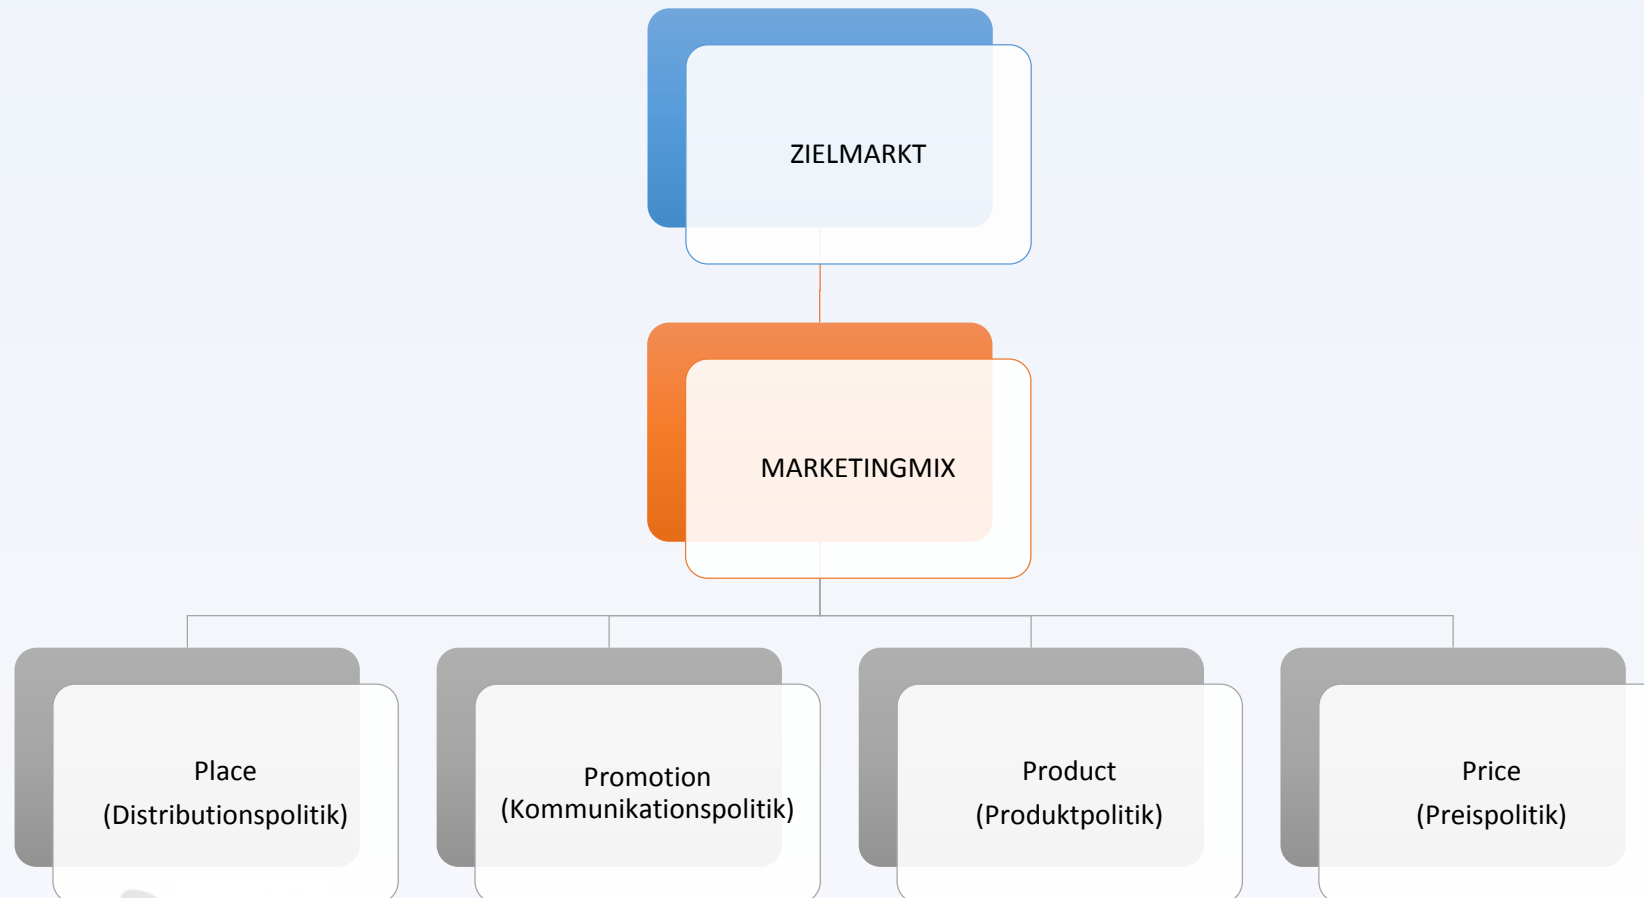 ZIELMARKT
MARKETINGMIX
Place
(Distributionspolitik)
Promotion
(Kommunikationspolitik)
Product
(Produktpolitik)
Price
(Preispolitik)